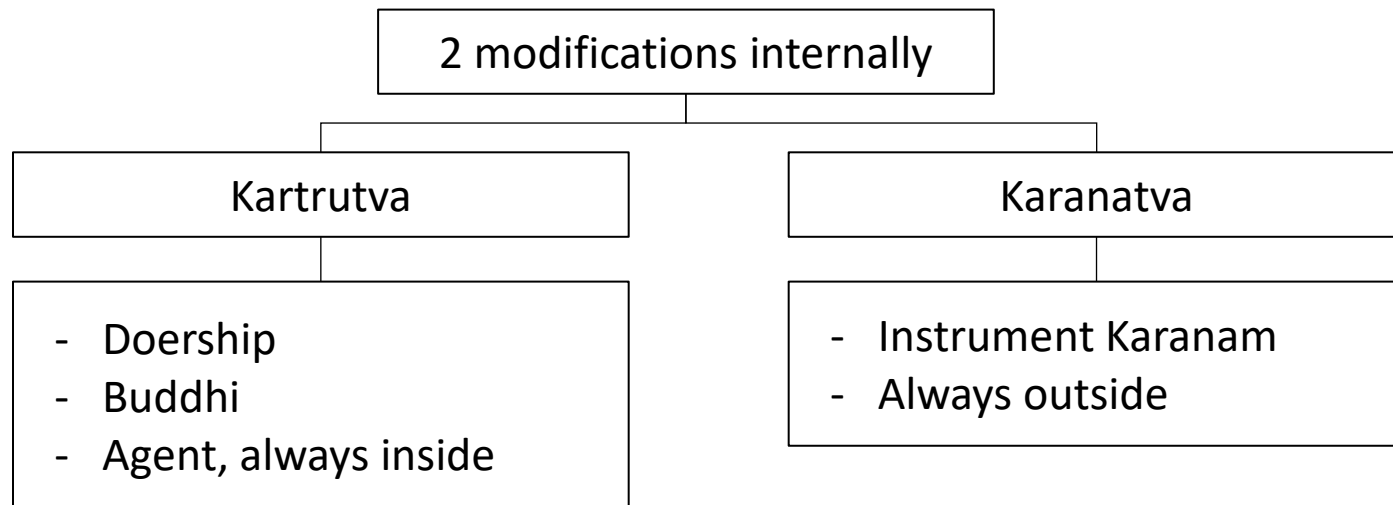 2 modifications internally
Kartrutva
Karanatva
- Doership
- Buddhi
- Agent, always inside
- Instrument Karanam
- Always outside